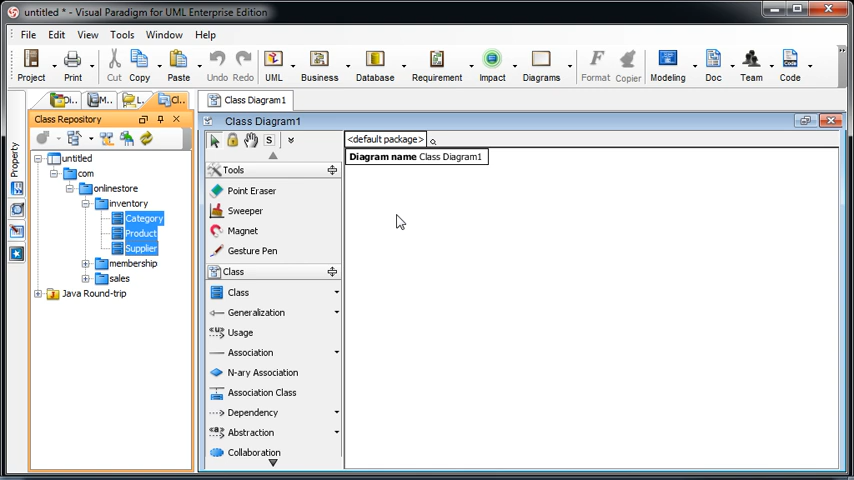 untitled * - Visual Paradigm for UML Enterprise Edition
File Edit View Tools Window Help
Project Print Cut Copy Paste Undo Redo UML Business Database Requirement Impact Diagrams Format Copier Modeling Doc Team Code
Di.. M.. L.. Cl..
Class Diagram1
Class Repository
Class Diagram1
Property
S
<default package>
untitled
com
onlinestore
inventory
Category
Product
Supplier
membership
sales
Java Round-trip
Tools
Point Eraser
Sweeper
Magnet
Gesture Pen
Class
Class
Generalization
Usage
Association
N-ary Association
Association Class
Dependency
Abstraction
Collaboration
Diagram name Class Diagram1